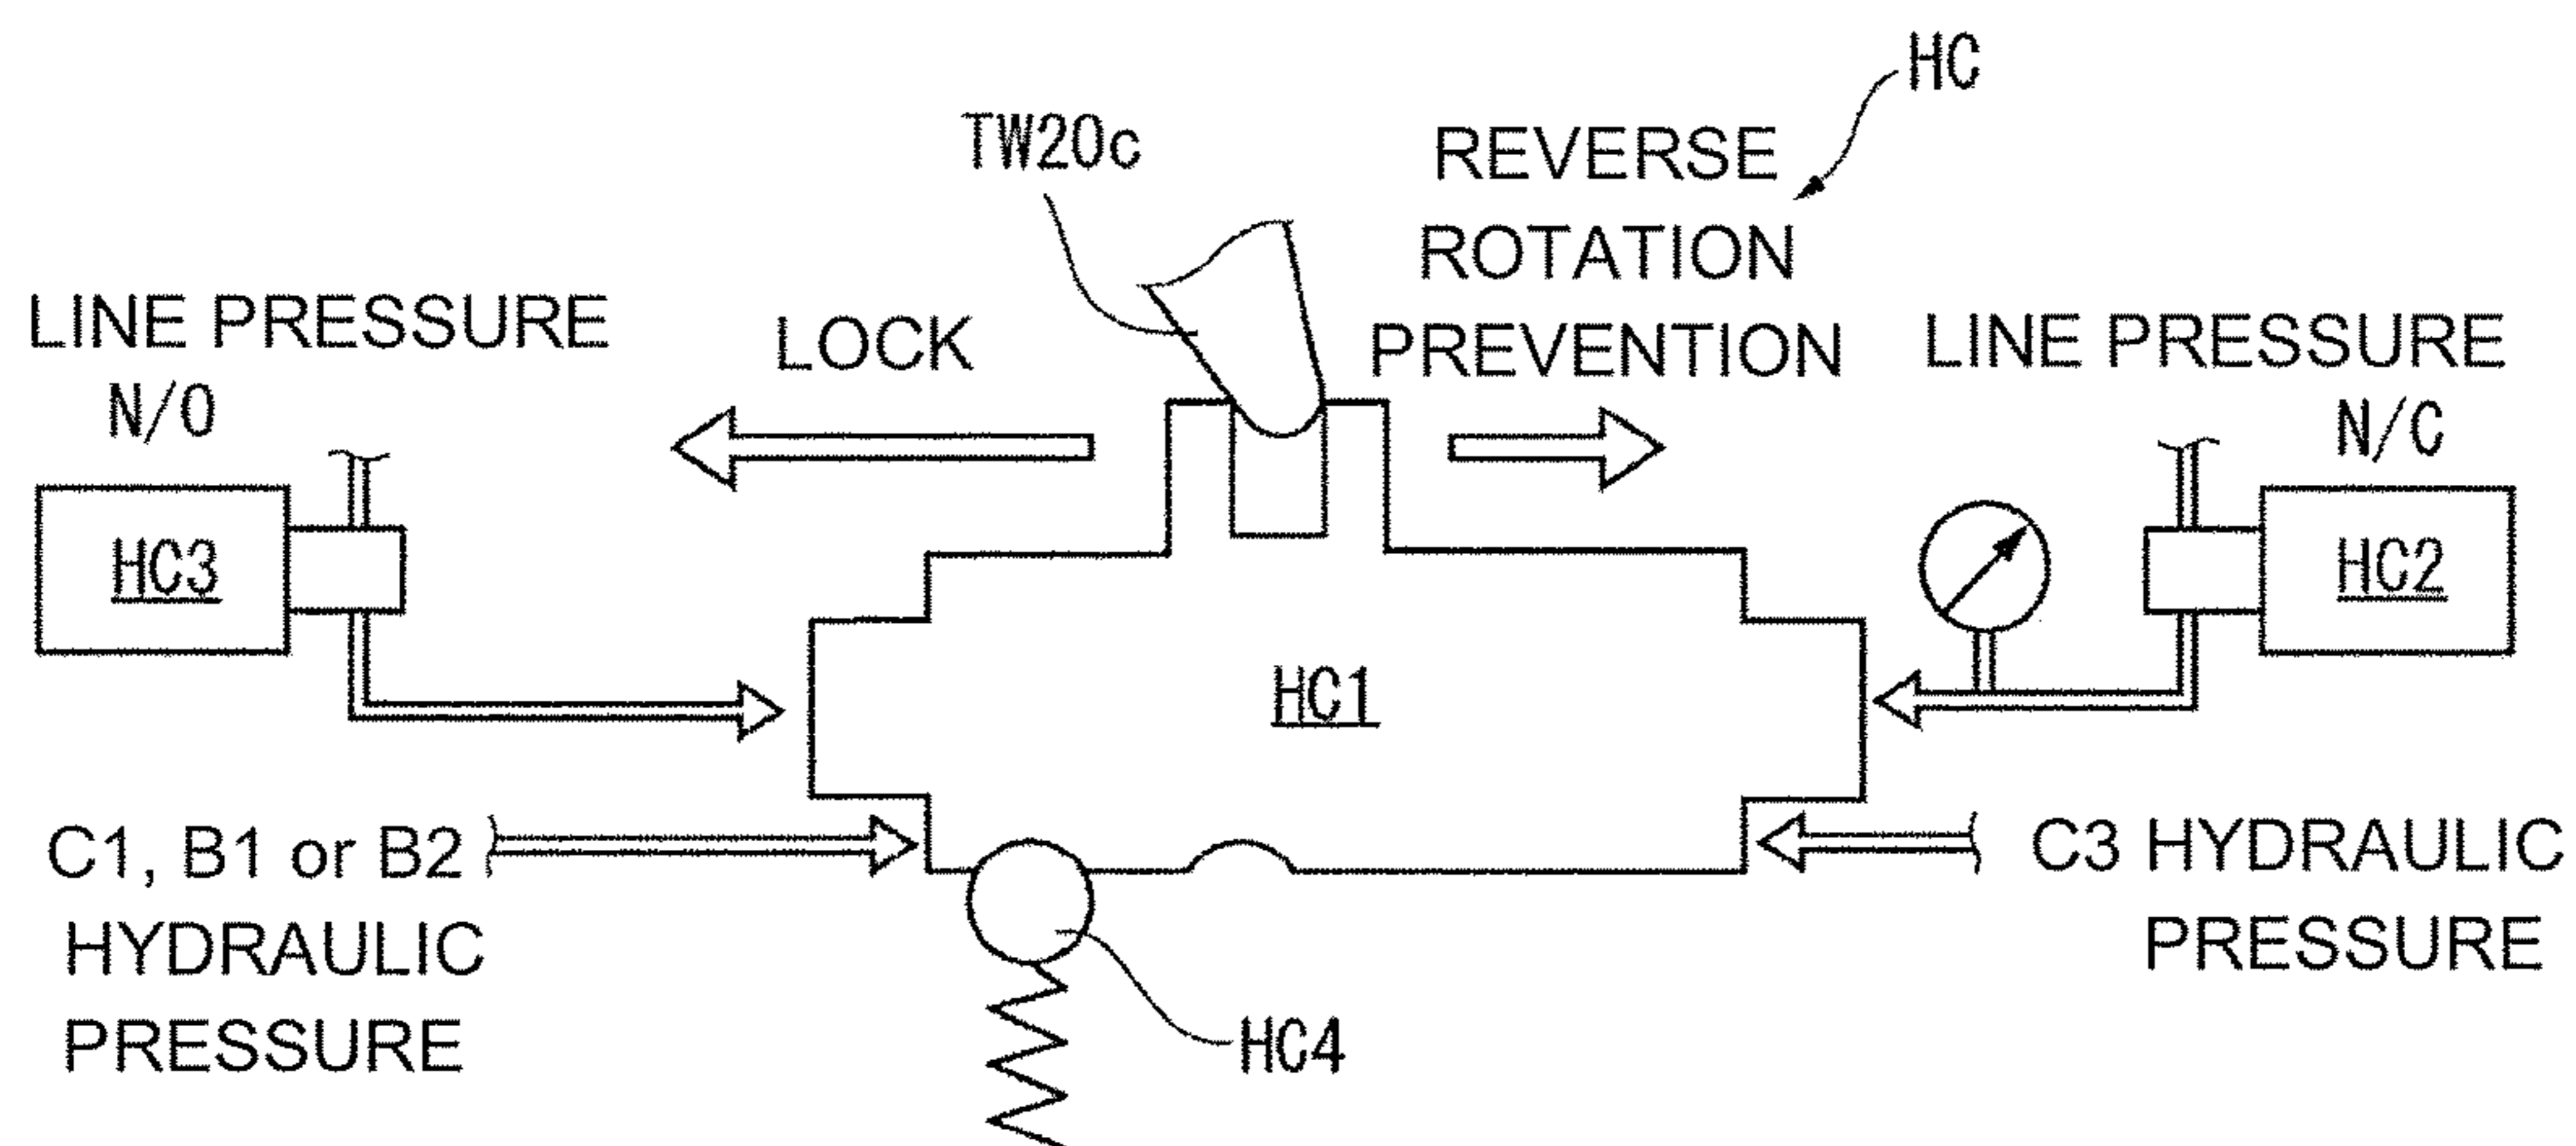 HC
TW20c
REVERSE
ROTATION
PREVENTION
LOCK
LINE PRESSURE
N/O
LINE PRESSURE
N/C
HC3
HC2
HC1
C1, B1 or B2
HYDRAULIC
PRESSURE
C3 HYDRAULIC
PRESSURE
HC4